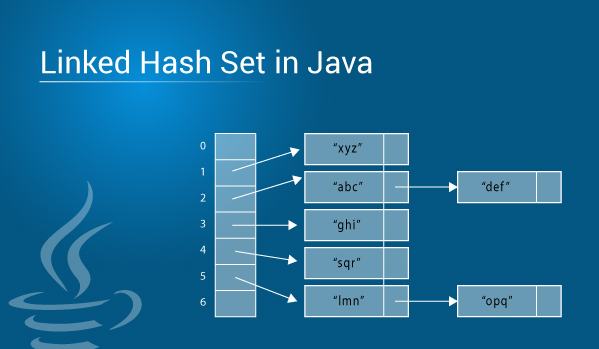 Linked Hash Set in Java
0
1
2
3
4
5
6
“xyz”
“abc”
“def”
“ghi”
“sqr”
“lmn”
“opq”